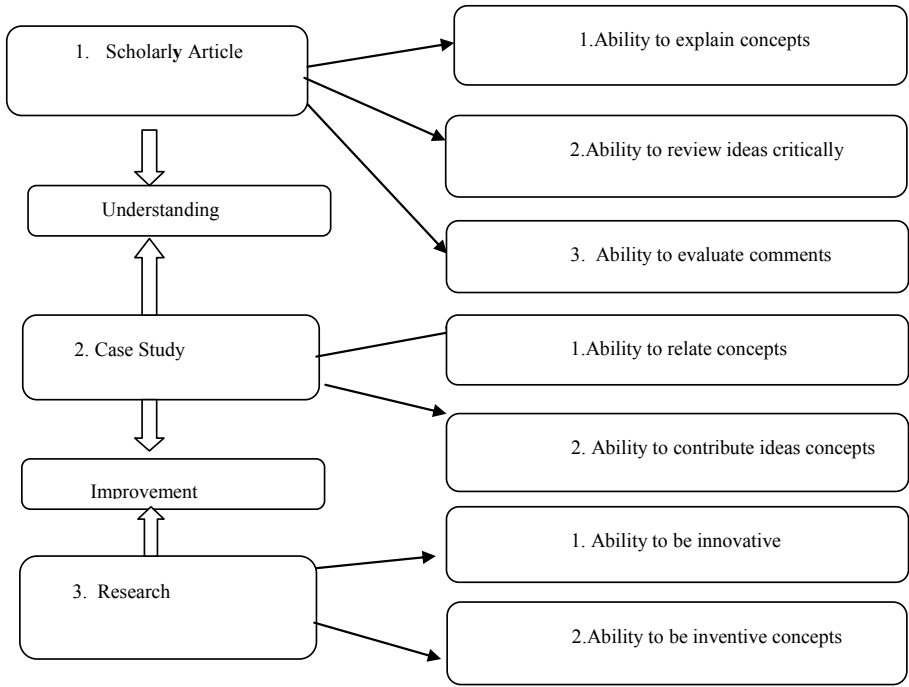 1. Scholarly Article
1.Ability to explain concepts
2.Ability to review ideas critically
Understanding
3. Ability to evaluate comments
2. Case Study
1.Ability to relate concepts
2. Ability to contribute ideas concepts
Improvement
1. Ability to be innovative
3. Research
2.Ability to be inventive concepts